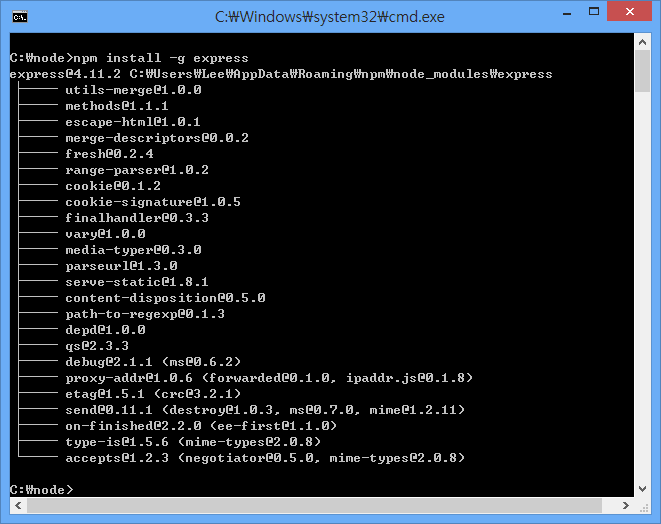 C:₩Windows₩system32₩cmd.exe
C:₩node>npm install -g express
express@4.11.2 C:₩Users₩Lee₩AppData₩Roaming₩npm₩node_modules₩express
├── utils-merge@1.0.0
├── methods@1.1.1
├── escape-html@1.0.1
├── merge-descriptors@0.0.2
├── fresh@0.2.4
├── range-parser@1.0.2
├── cookie@0.1.2
├── cookie-signature@1.0.5
├── finalhandler@0.3.3
├── vary@1.0.0
├── media-typer@0.3.0
├── parseurl@1.3.0
├── serve-static@1.8.1
├── content-disposition@0.5.0
├── path-to-regexp@0.1.3
├── depd@1.0.0
├── qs@2.3.3
├── debug@2.1.1 (ms@0.6.2)
├── proxy-addr@1.0.6 (forwarded@0.1.0, ipaddr.js@0.1.8)
├── etag@1.5.1 (crc@3.2.1)
├── send@0.11.1 (destroy@1.0.3, ms@0.7.0, mime@1.2.11)
├── on-finished@2.2.0 (ee-first@1.1.0)
├── type-is@1.5.6 (mime-types@2.0.8)
└── accepts@1.2.3 (negotiator@0.5.0, mime-types@2.0.8)
C:₩node>